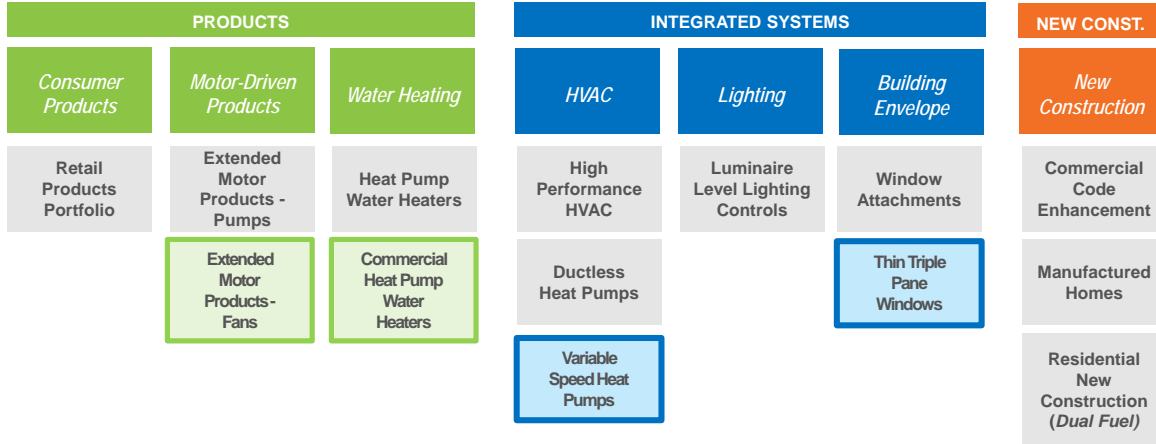 PRODUCTS
INTEGRATED SYSTEMS
NEW CONST.
Consumer
Products
Motor-Driven
Products
Water Heating
HVAC
Lighting
Building
Envelope
New
Construction
Retail
Products
Portfolio
Extended
Motor
Products -
Pumps
Heat Pump
Water Heaters
High
Performance
HVAC
Luminaire
Level Lighting
Controls
Window
Attachments
Commercial
Code
Enhancement
Extended
Motor
Products-
Fans
Commercial
Heat Pump
Water
Heaters
Ductless
Heat Pumps
Thin Triple
Pane
Windows
Manufactured
Homes
Variable
Speed Heat
Pumps
Residential
New
Construction
(Dual Fuel)